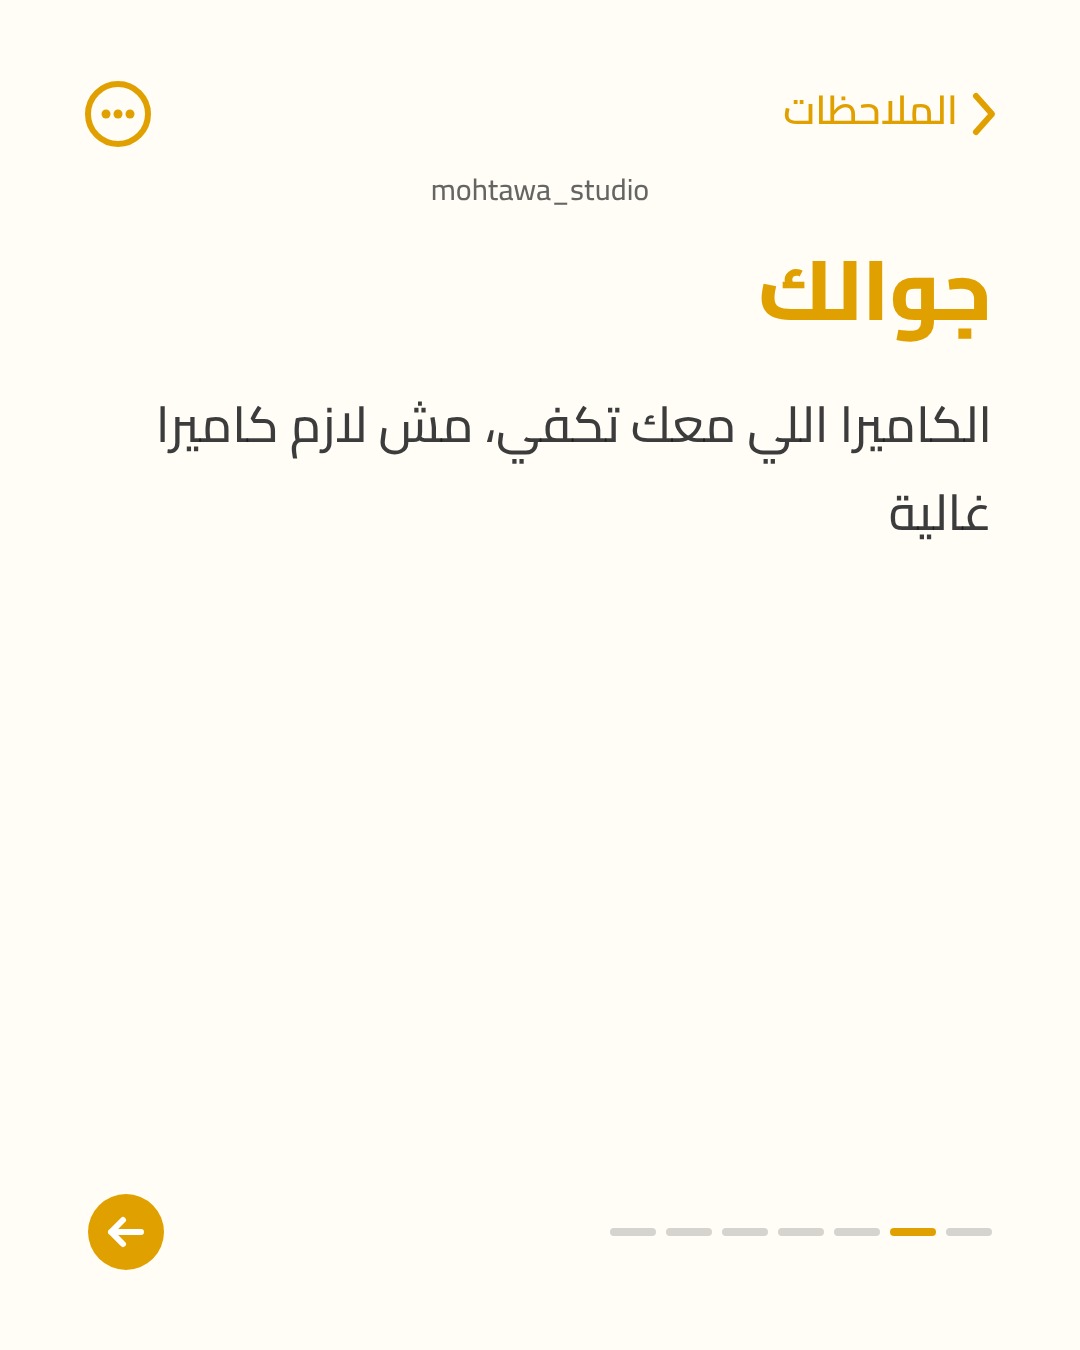 الملاحظات
mohtawa_studio
جوالك
الكاميرا اللي معك تكفي، مش لازم كاميرا
غالية